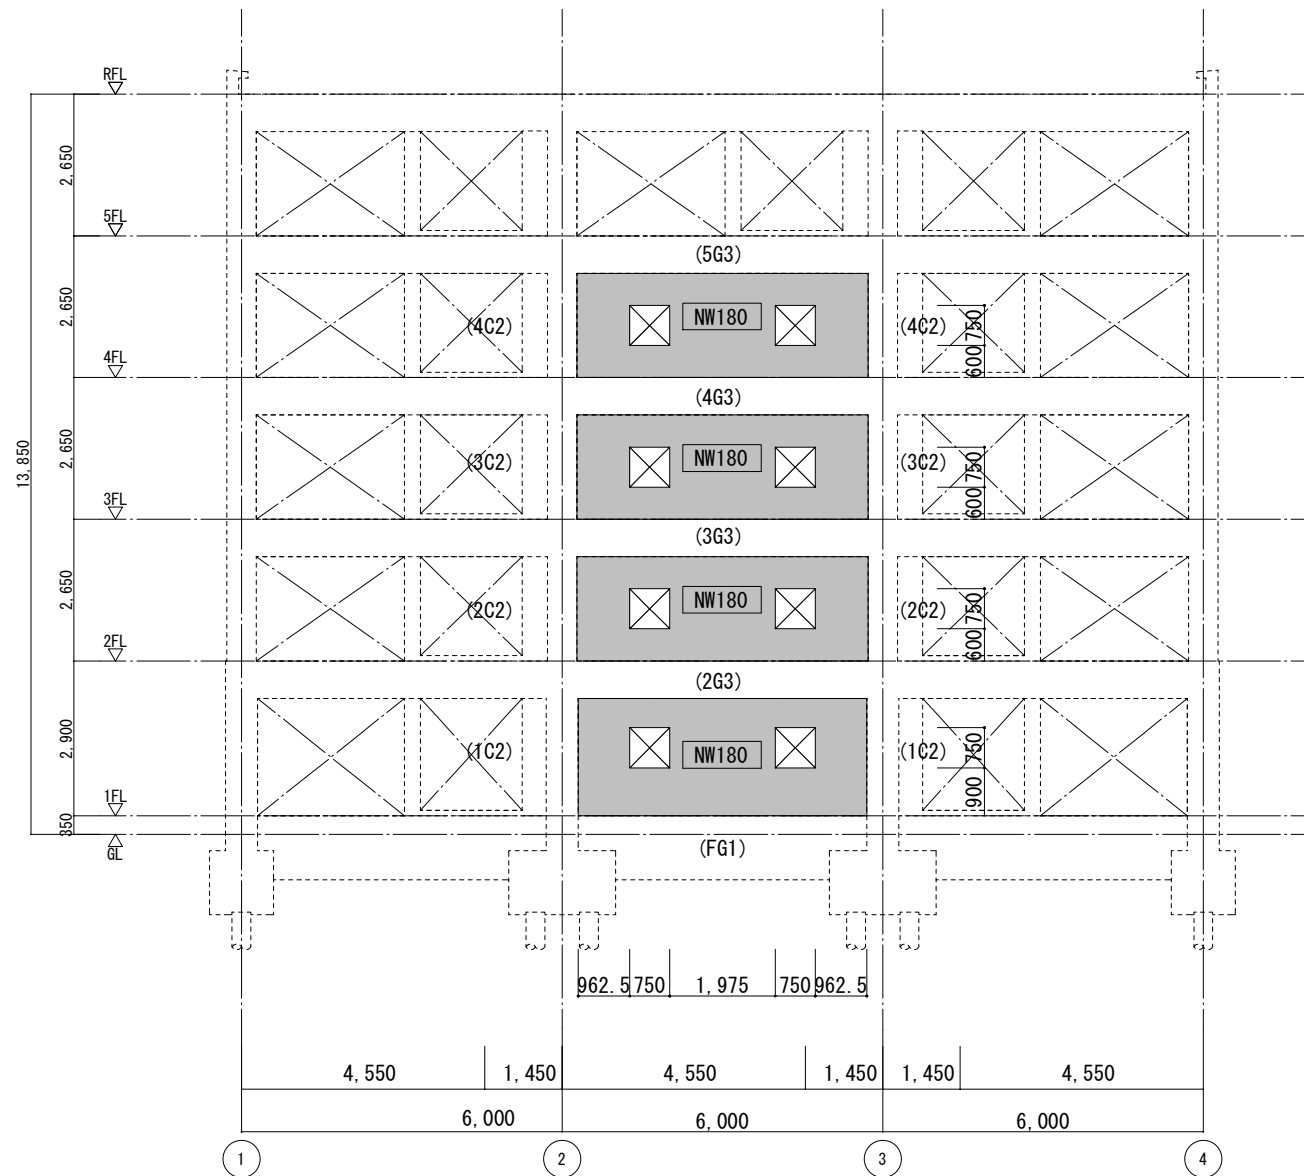 RFL
2,650
5FL
(5G3)
2,650
NW180
(4C2)
(4C2)
750
600
4FL
(4G3)
13,850
2,650
NW180
(3C2)
(3C2)
750
600
3FL
(3G3)
2,650
NW180
(2C2)
(2C2)
750
600
2FL
(2G3)
2,900
NW180
(1C2)
(1C2)
750
900
1FL
350
GL
(FG1)
962.5 750 1,975 750 962.5
4,550 1,450 4,550 1,450 1,450 4,550
6,000 6,000 6,000
1 2 3 4